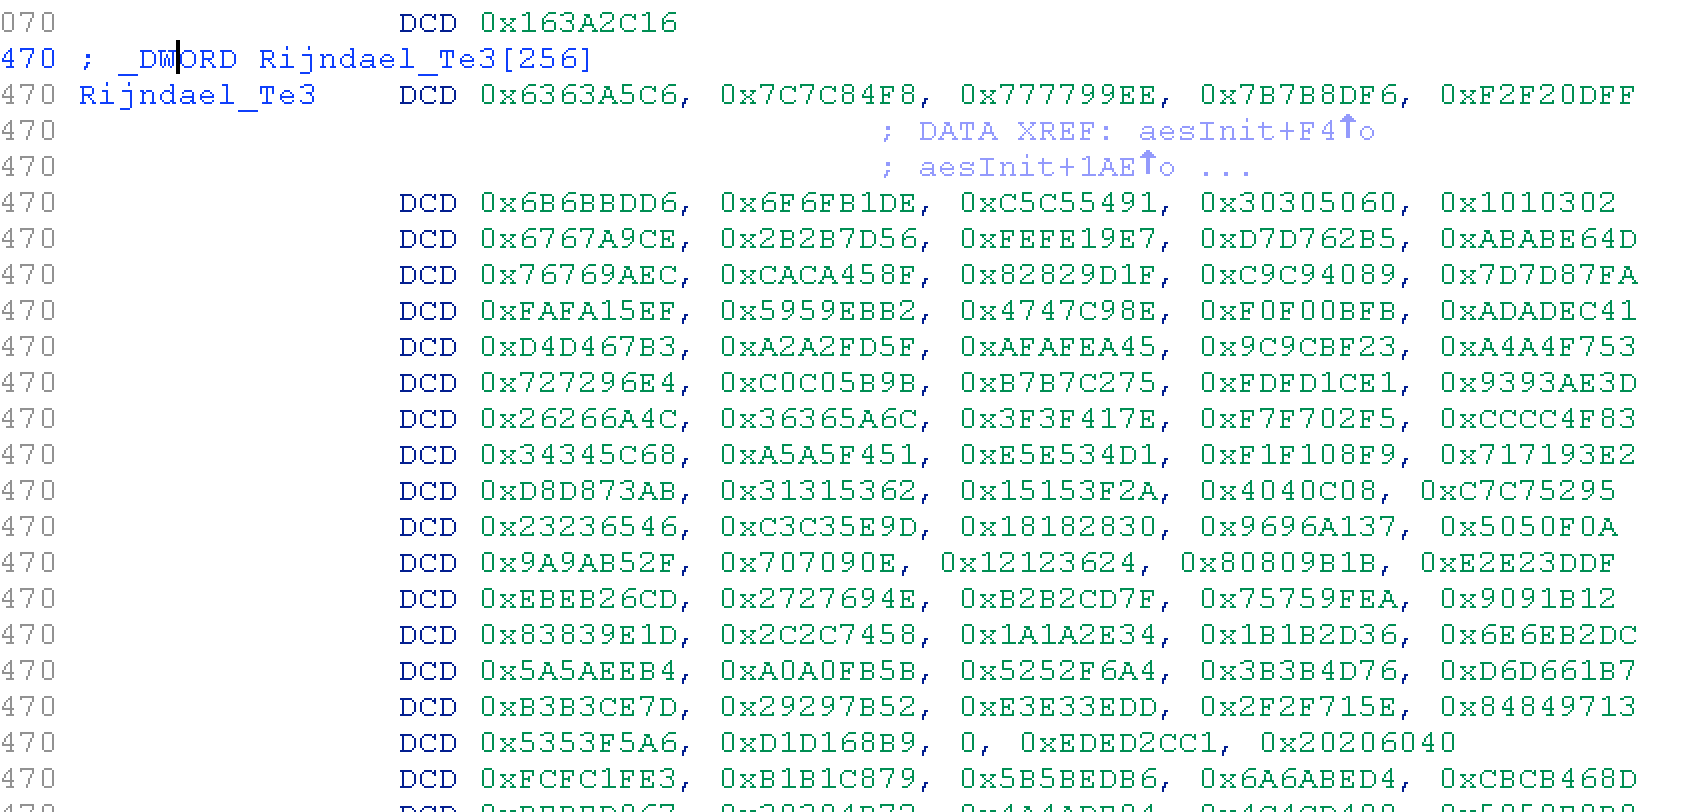 070 DCD 0x163A2C16
470 ; _DWORD Rijndael_Te3[256]
470 Rijndael_Te3 DCD 0x6363A5C6, 0x7C7C84F8, 0x777799EE, 0x7B7B8DF6, 0xF2F20DFF
470 ; DATA XREF: aesInit+F4↑o
470 ; aesInit+1AE↑o ...
470 DCD 0x6B6BBDD6, 0x6F6FB1DE, 0xC5C55491, 0x30305060, 0x1010302
470 DCD 0x6767A9CE, 0x2B2B7D56, 0xFEFE19E7, 0xD7D762B5, 0xABABE64D
470 DCD 0x76769AEC, 0xCACA458F, 0x82829D1F, 0xC9C94089, 0x7D7D87FA
470 DCD 0xFAFA15EF, 0x5959EBB2, 0x4747C98E, 0xF0F00BFB, 0xADADEC41
470 DCD 0xD4D467B3, 0xA2A2FD5F, 0xAFAFEA45, 0x9C9CBF23, 0xA4A4F753
470 DCD 0x727296E4, 0xC0C05B9B, 0xB7B7C275, 0xFDFD1CE1, 0x9393AE3D
470 DCD 0x26266A4C, 0x36365A6C, 0x3F3F417E, 0xF7F702F5, 0xCCCC4F83
470 DCD 0x34345C68, 0xA5A5F451, 0xE5E534D1, 0xF1F108F9, 0x717193E2
470 DCD 0xD8D873AB, 0x31315362, 0x15153F2A, 0x4040C08, 0xC7C75295
470 DCD 0x23236546, 0xC3C35E9D, 0x18182830, 0x9696A137, 0x5050F0A
470 DCD 0x9A9AB52F, 0x707090E, 0x12123624, 0x80809B1B, 0xE2E23DDF
470 DCD 0xEBEB26CD, 0x2727694E, 0xB2B2CD7F, 0x75759FEA, 0x9091B12
470 DCD 0x83839E1D, 0x2C2C7458, 0x1A1A2E34, 0x1B1B2D36, 0x6E6EB2DC
470 DCD 0x5A5AEEB4, 0xA0A0FB5B, 0x5252F6A4, 0x3B3B4D76, 0xD6D661B7
470 DCD 0xB3B3CE7D, 0x29297B52, 0xE3E33EDD, 0x2F2F715E, 0x84849713
470 DCD 0x5353F5A6, 0xD1D168B9, 0, 0xEDED2CC1, 0x20206040
470 DCD 0xFCFC1FE3, 0xB1B1C879, 0x5B5BEDB6, 0x6A6ABED4, 0xCBCB468D
470 DCD